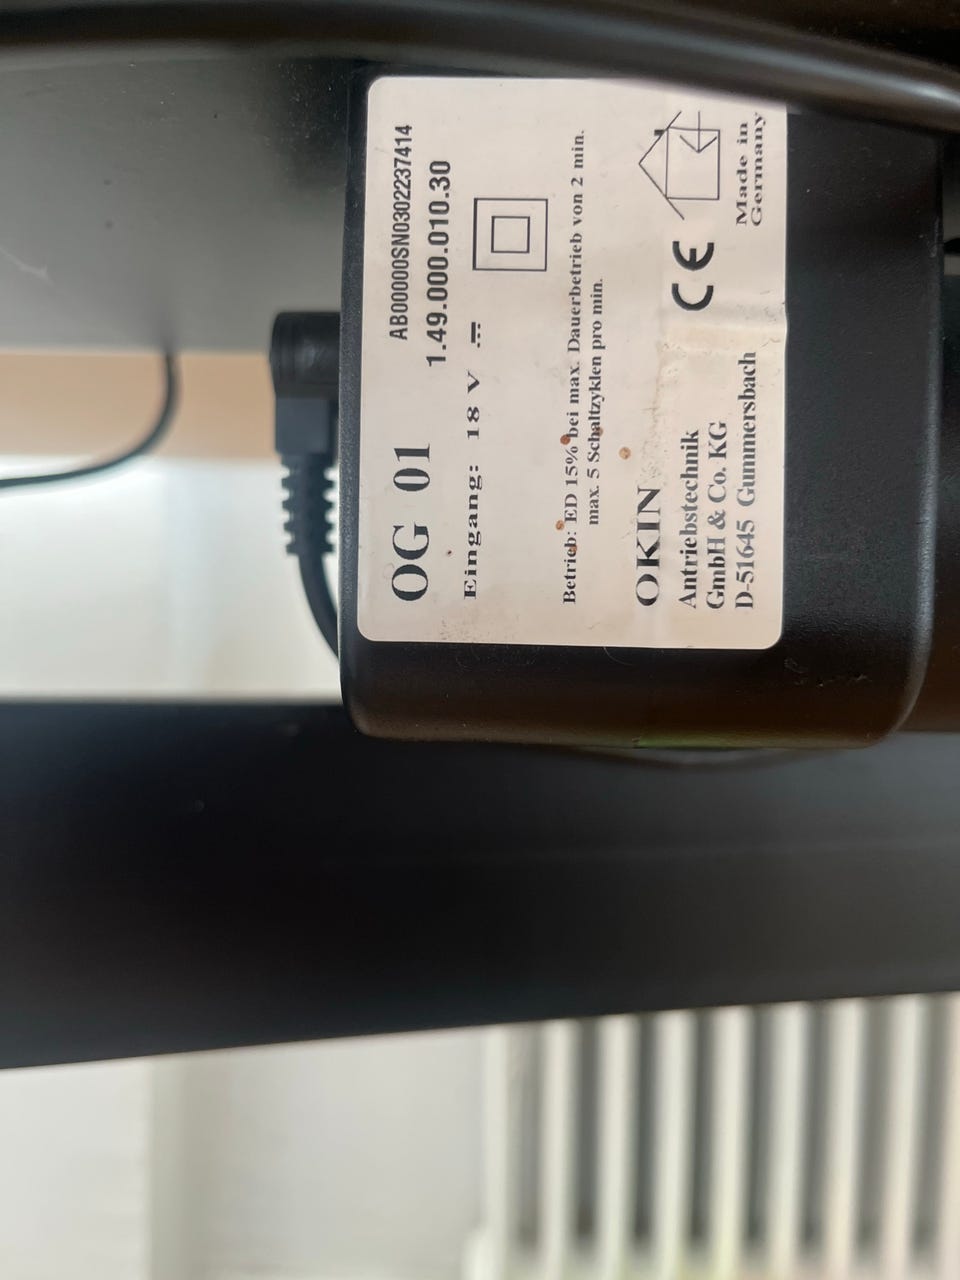 AB00000SN0302237414
OG 01 1.49.000.010.30
Eingang: 18 V
Betrieb: ED 15% bei max. Dauerbetrieb von 2 min.
max. 5 Schaltzyklen pro min.
OKIN
Antriebstechnik
GmbH & Co. KG
D-51645 Gummersbach
CE
Made in
Germany